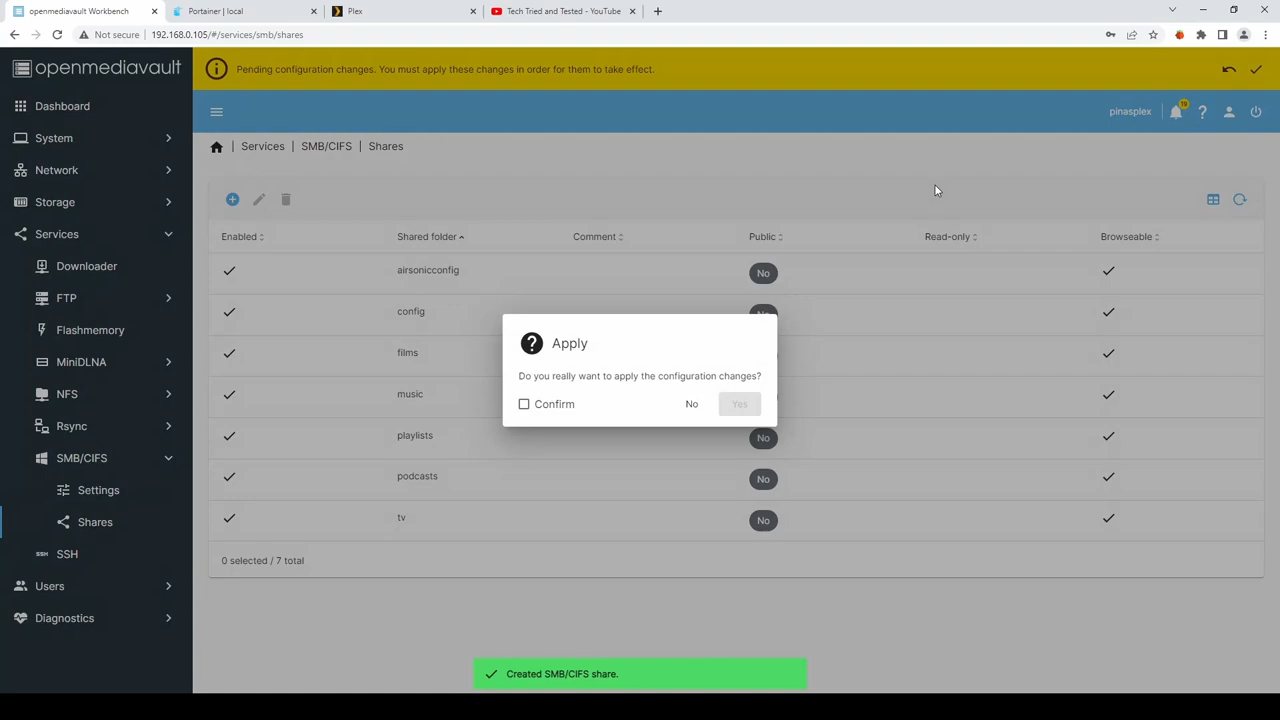 openmediavault Workbench
Portainer | local
Plex
Tech Tried and Tested - YouTube
Not secure | 192.168.0.105/#/services/smb/shares
openmediavault
Pending configuration changes. You must apply these changes in order for them to take effect.
pinasplex
19
Dashboard
System
Network
Storage
Services
Downloader
FTP
Flashmemory
MiniDLNA
NFS
Rsync
SMB/CIFS
Settings
Shares
SSH
Users
Diagnostics
| Services | SMB/CIFS | Shares
Enabled Shared folder Comment Public Read-only Browseable
airsonicconfig No
config No
films
music
playlists No
podcasts No
tv No
0 selected / 7 total
Apply
Do you really want to apply the configuration changes?
Confirm No Yes
Created SMB/CIFS share.